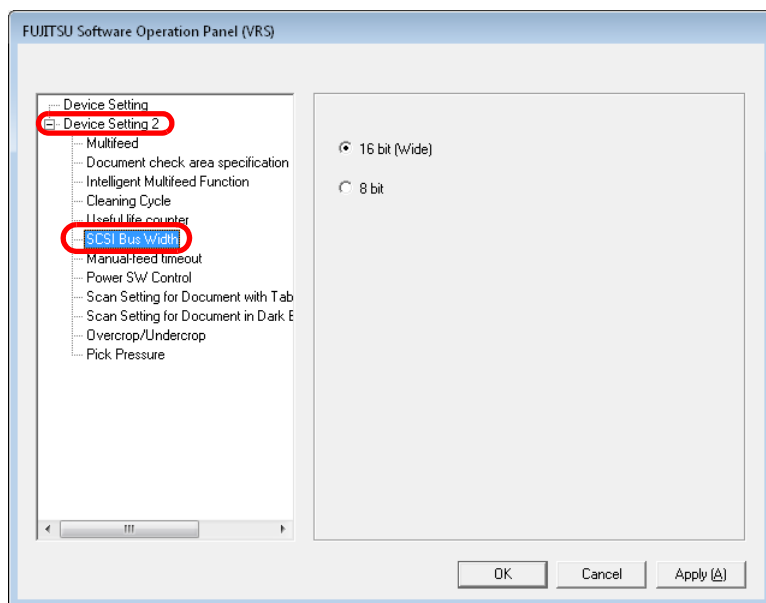 FUJITSU Software Operation Panel (VRS)
Device Setting
Device Setting 2
Multifeed
Document check area specification
Intelligent Multifeed Function
Cleaning Cycle
Useful life counter
SCSI Bus Width
Manual-feed timeout
Power SW Control
Scan Setting for Document with Tab
Scan Setting for Document in Dark
Overcrop/Undercrop
Pick Pressure
16 bit (Wide)
8 bit
OK
Cancel
Apply (A)